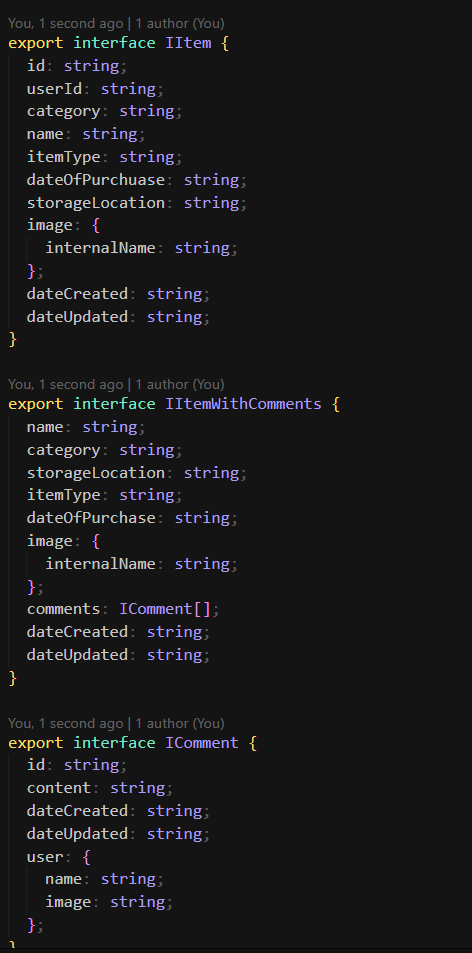 You, 1 second ago | 1 author (You)
export interface IItem {
id: string;
userId: string;
category: string;
name: string;
itemType: string;
dateOfPurchuase: string;
storageLocation: string;
image: {
internalName: string;
};
dateCreated: string;
dateUpdated: string;
}
You, 1 second ago | 1 author (You)
export interface IItemWithComments {
name: string;
category: string;
storageLocation: string;
itemType: string;
dateOfPurchase: string;
image: {
internalName: string;
};
comments: IComment[];
dateCreated: string;
dateUpdated: string;
}
You, 1 second ago | 1 author (You)
export interface IComment {
id: string;
content: string;
dateCreated: string;
dateUpdated: string;
user: {
name: string;
image: string;
};
}